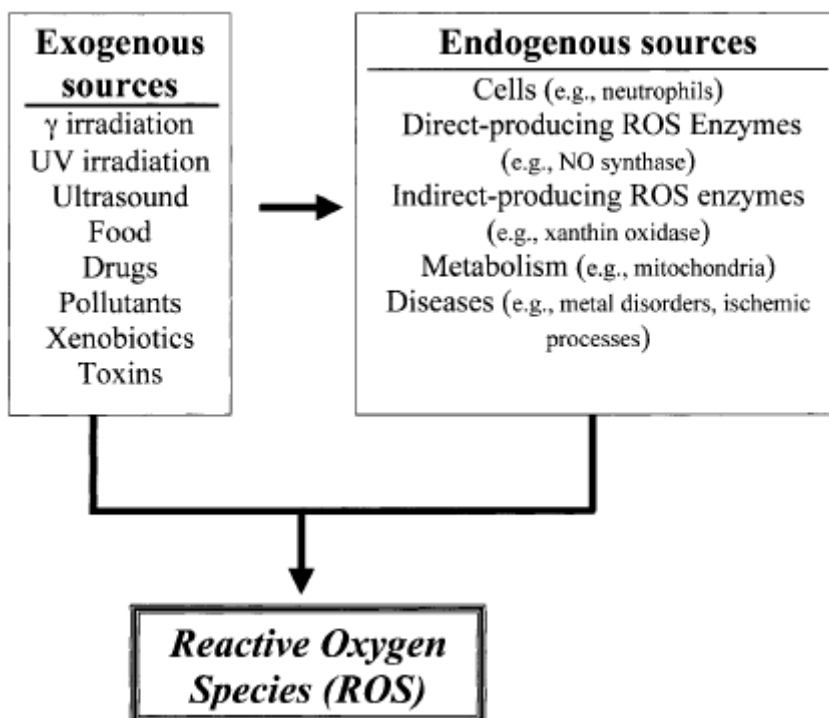 Exogenous
sources
γ irradiation
UV irradiation
Ultrasound
Food
Drugs
Pollutants
Xenobiotics
Toxins
Endogenous sources
Cells (e.g., neutrophils)
Direct-producing ROS Enzymes
(e.g., NO synthase)
Indirect-producing ROS enzymes
(e.g., xanthin oxidase)
Metabolism (e.g., mitochondria)
Diseases (e.g., metal disorders, ischemic
processes)
Reactive Oxygen
Species (ROS)